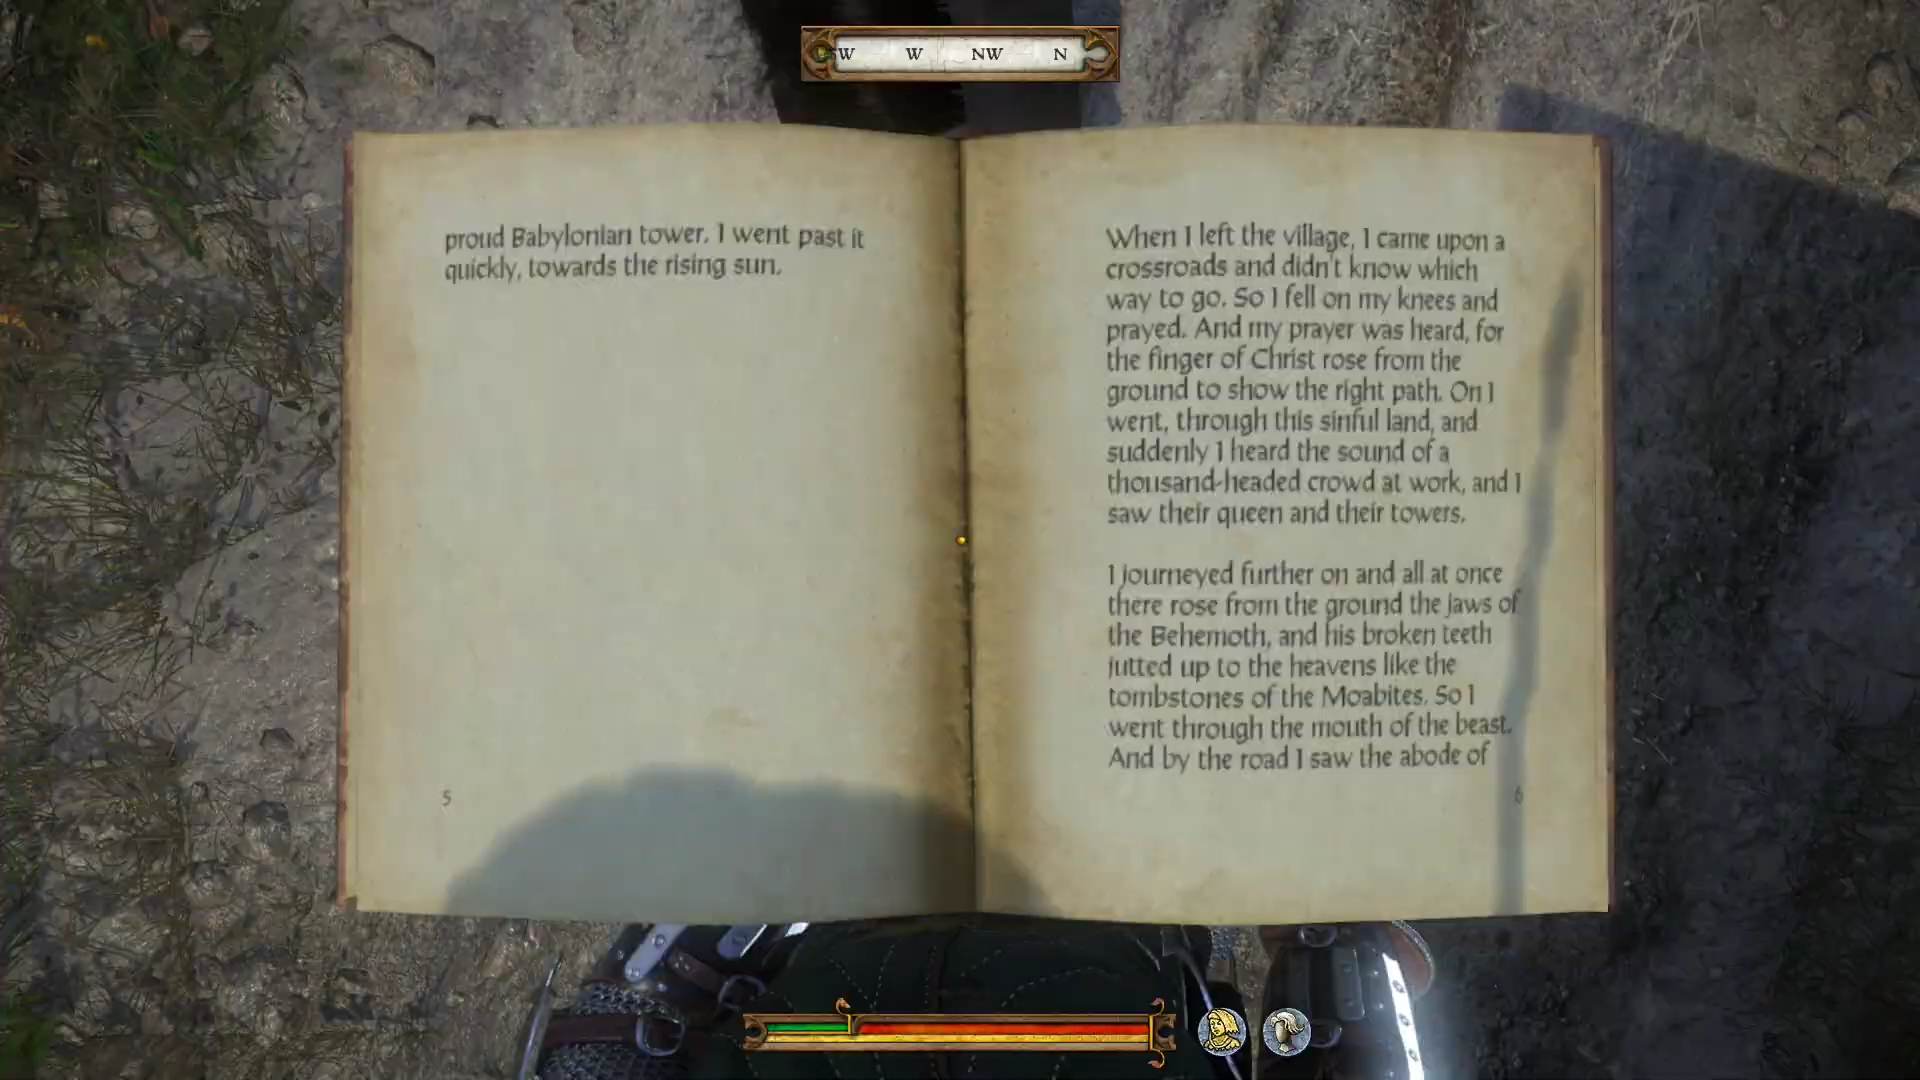 W W NW N
proud Babylonian tower. I went past it
quickly, towards the rising sun.
5
When I left the village, I came upon a
crossroads and didn't know which
way to go. So I fell on my knees and
prayed. And my prayer was heard, for
the finger of Christ rose from the
ground to show the right path. On I
went, through this sinful land, and
suddenly I heard the sound of a
thousand-headed crowd at work, and I
saw their queen and their towers.
I journeyed further on and all at once
there rose from the ground the jaws of
the Behemoth, and his broken teeth
jutted up to the heavens like the
tombstones of the Moabites. So I
went through the mouth of the beast.
And by the road I saw the abode of
6